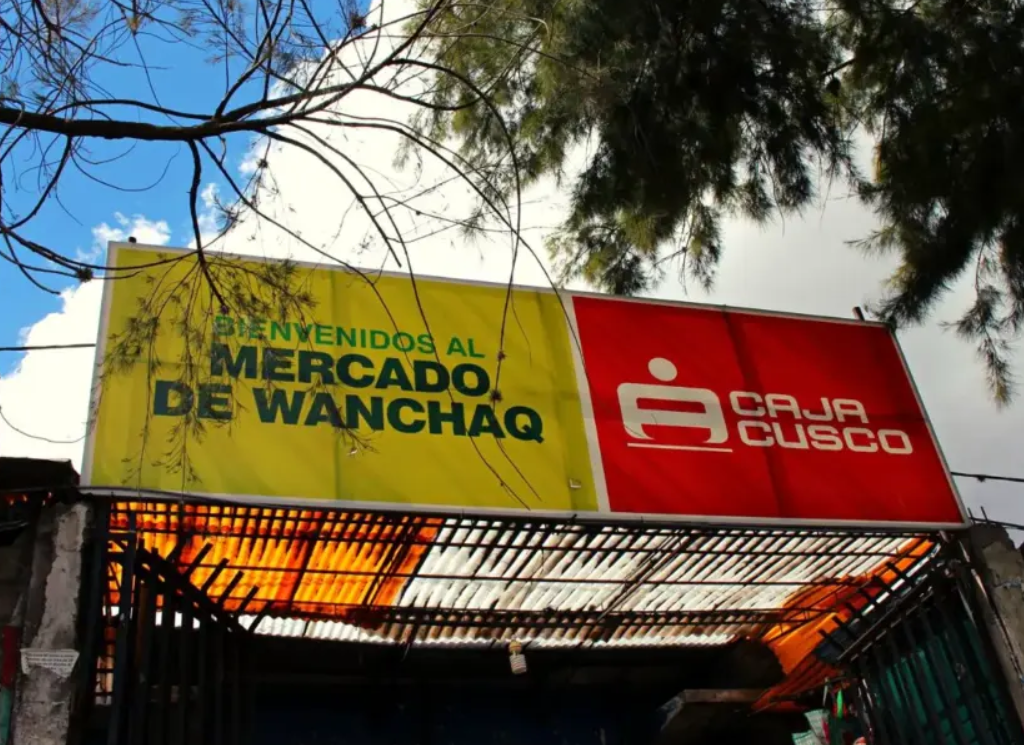 BIENVENIDOS AL
MERCADO
DE WANCHAQ
CAJA
CUSCO